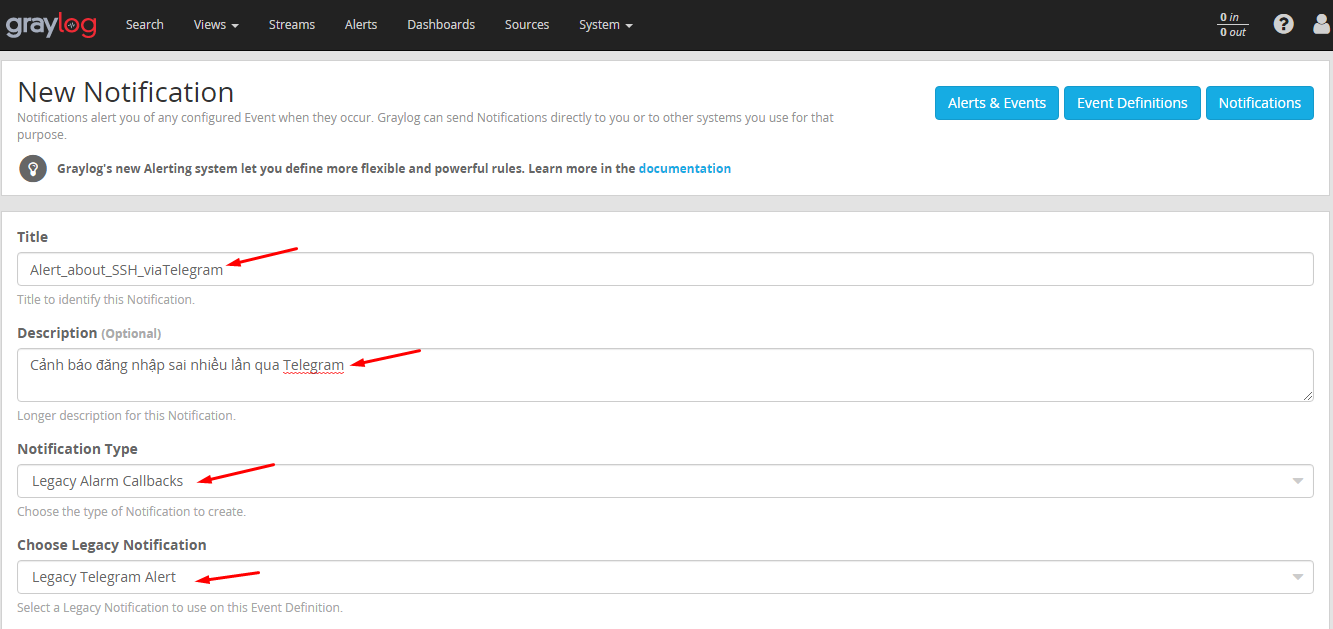 graylog Search Views Streams Alerts Dashboards Sources System 0 in
0 out
New Notification
Alerts & Events Event Definitions Notifications
Notifications alert you of any configured Event when they occur. Graylog can send Notifications directly to you or to other systems you use for that
purpose.
Graylog's new Alerting system let you define more flexible and powerful rules. Learn more in the documentation
Title
Alert_about_SSH_viaTelegram
Title to identify this Notification.
Description (Optional)
Cảnh báo đăng nhập sai nhiều lần qua Telegram
Longer description for this Notification.
Notification Type
Legacy Alarm Callbacks
Choose the type of Notification to create.
Choose Legacy Notification
Legacy Telegram Alert
Select a Legacy Notification to use on this Event Definition.